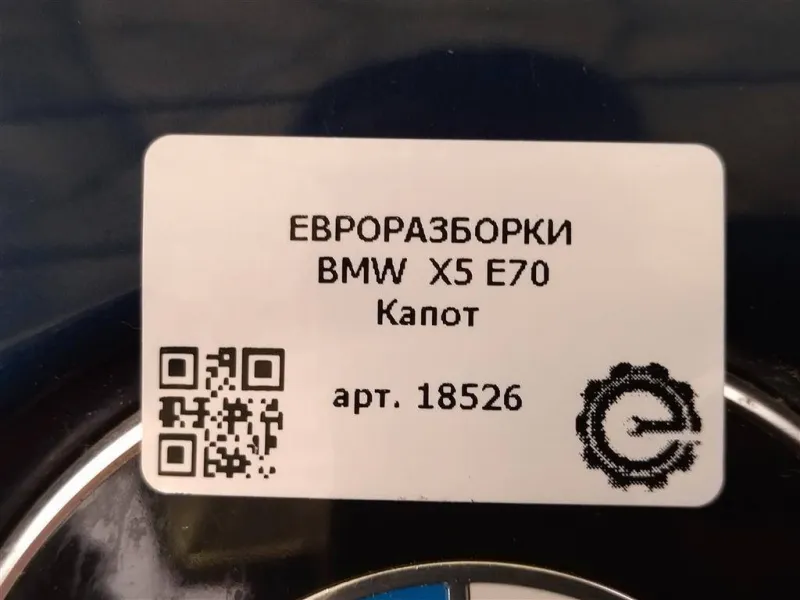 ЕВРОРАЗБОРКИ
BMW X5 E70
Капот
арт. 18526